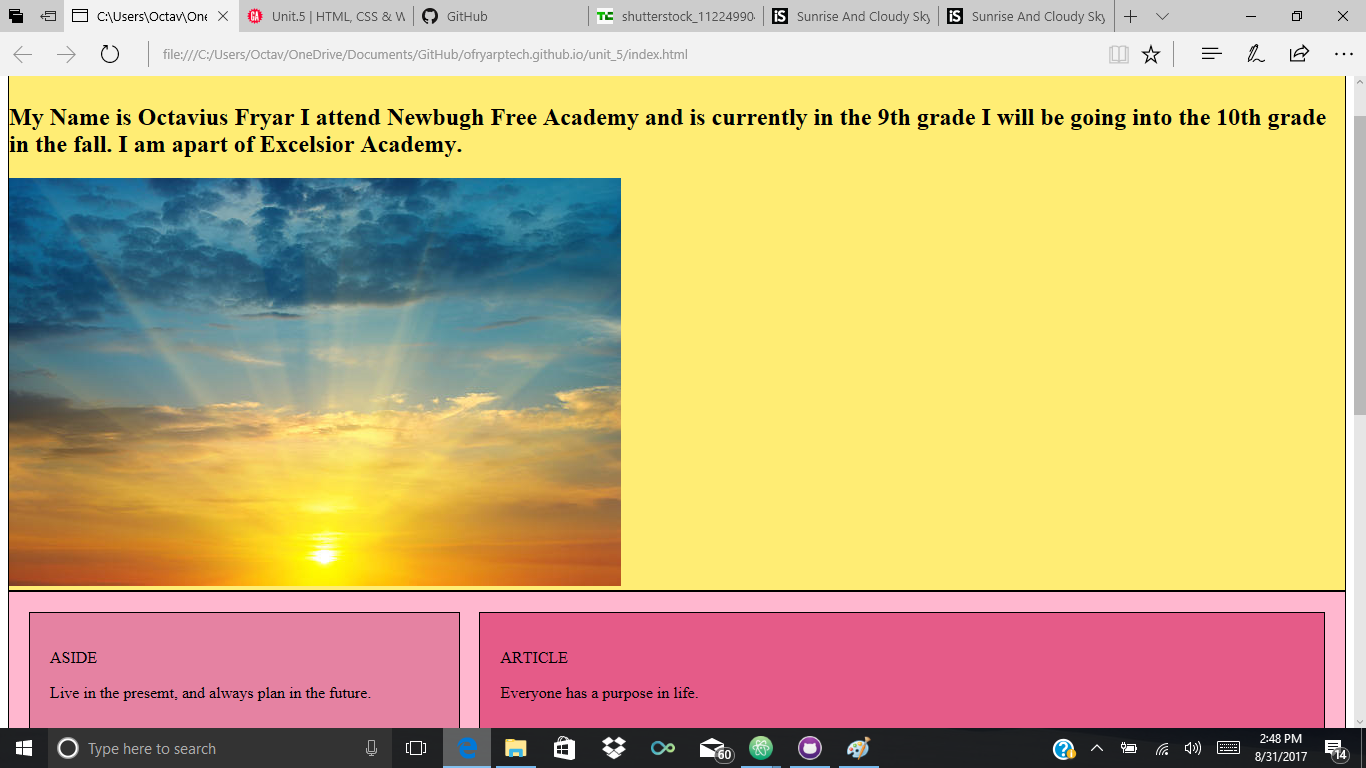 C:\Users\Octav\One
Unit.5 | HTML, CSS & W
GitHub
shutterstock_11224990
Sunrise And Cloudy Sky
Sunrise And Cloudy Sky
file:///C:/Users/Octav/OneDrive/Documents/GitHub/ofryarptech.github.io/unit_5/index.html
My Name is Octavius Fryar I attend Newbugh Free Academy and is currently in the 9th grade I will be going into the 10th grade
in the fall. I am apart of Excelsior Academy.
ASIDE
Live in the presemt, and always plan in the future.
ARTICLE
Everyone has a purpose in life.
Type here to search
60
2:48 PM
8/31/2017
14